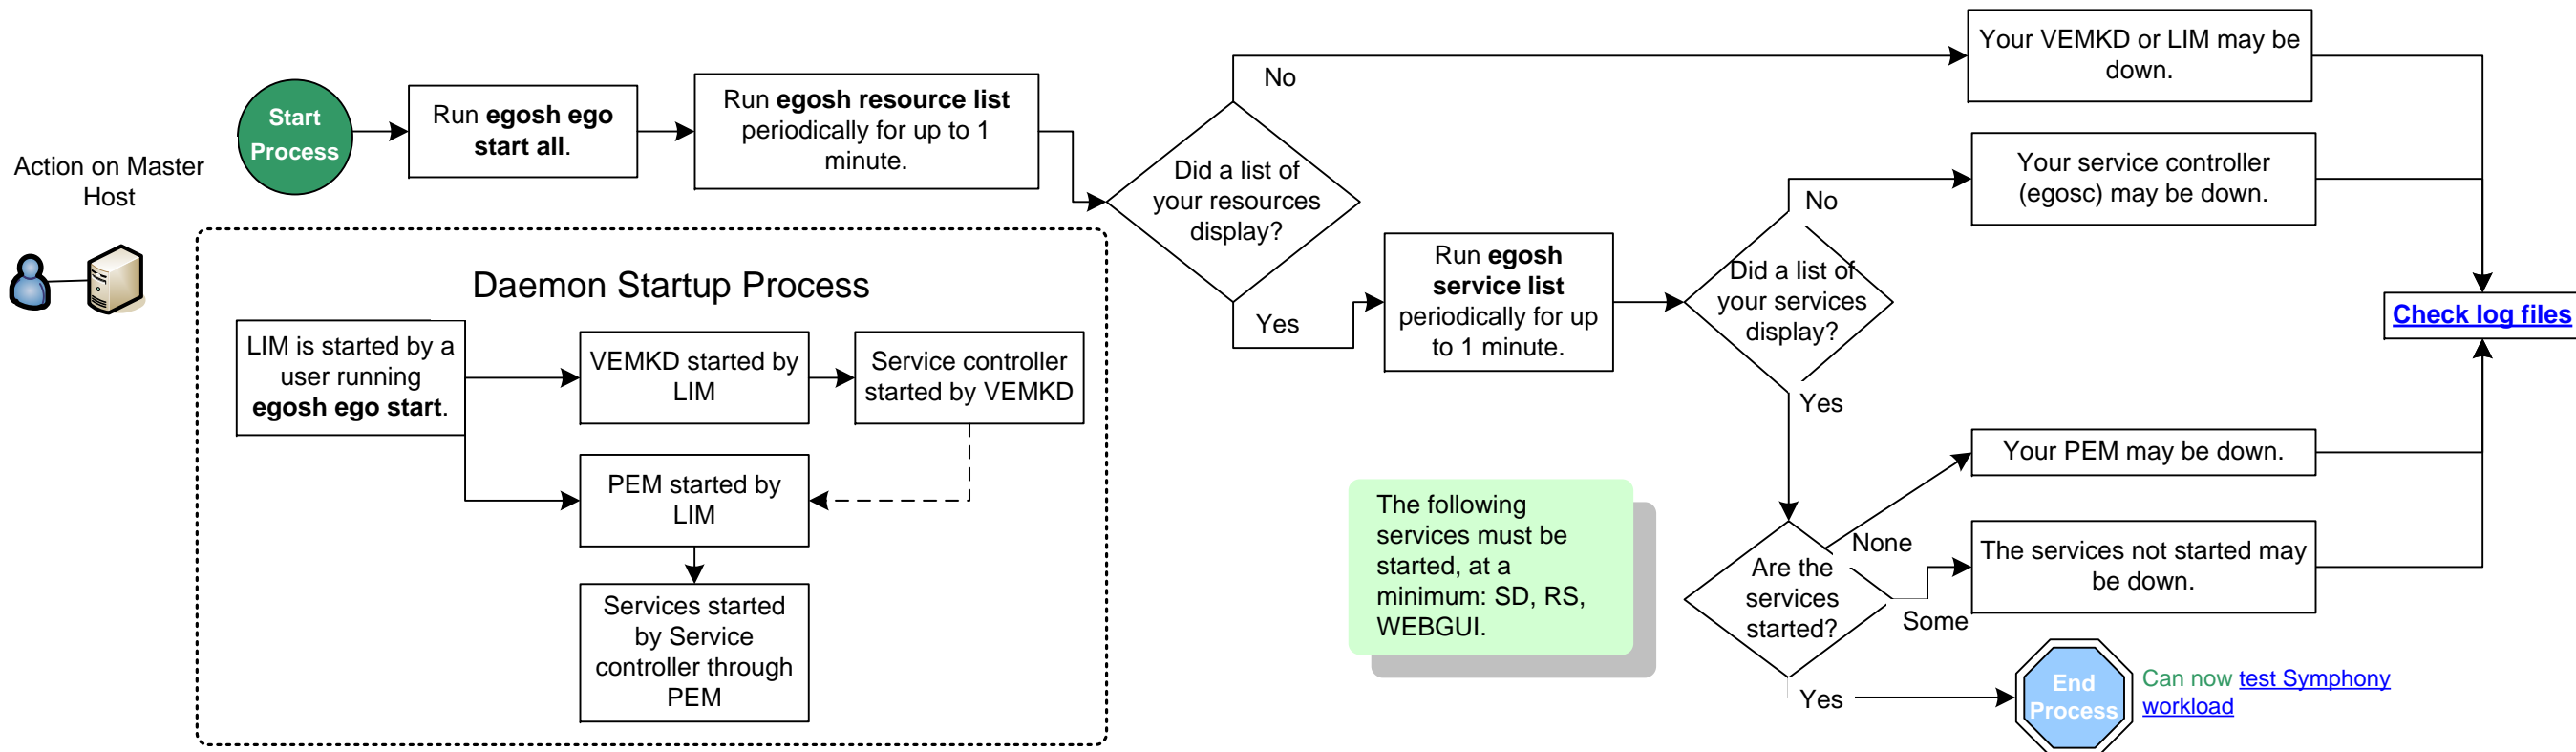 Action on Master
Host
Start
Process
Run egosh ego
start all.
Run egosh resource list
periodically for up to 1
minute.
Did a list of
your resources
display?
No
Yes
Your VEMKD or LIM may be
down.
Run egosh
service list
periodically for up
to 1 minute.
Did a list of
your services
display?
No
Yes
Your service controller
(egosc) may be down.
Check log files
Your PEM may be down.
The services not started may
be down.
Are the
services
started?
None
Some
Yes
End
Process
Can now test Symphony
workload
The following
services must be
started, at a
minimum: SD, RS,
WEBGUI.
Daemon Startup Process
LIM is started by a
user running
egosh ego start.
VEMKD started by
LIM
Service controller
started by VEMKD
PEM started by
LIM
Services started
by Service
controller through
PEM